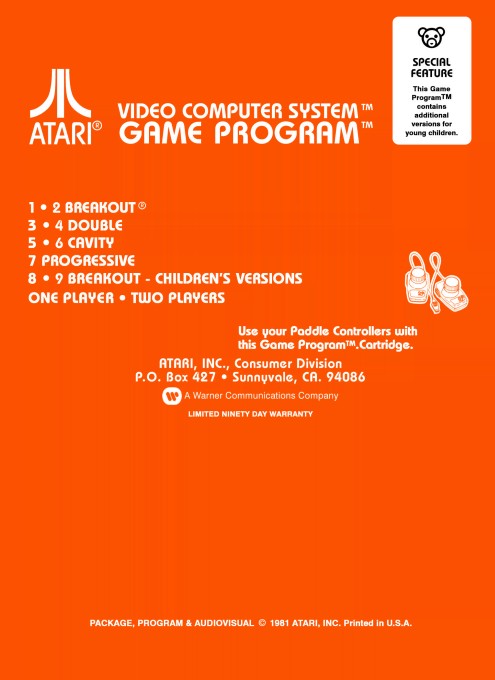 SPECIAL
FEATURE
This Game
Program™
contains
additional
versions for
young children.
ATARI®
VIDEO COMPUTER SYSTEM™
GAME PROGRAM™
1 • 2 BREAKOUT®
3 • 4 DOUBLE
5 • 6 CAVITY
7 PROGRESSIVE
8 • 9 BREAKOUT - CHILDREN'S VERSIONS
ONE PLAYER • TWO PLAYERS
Use your Paddle Controllers with
this Game Program™.Cartridge.
ATARI, INC., Consumer Division
P.O. Box 427 • Sunnyvale, CA. 94086
A Warner Communications Company
LIMITED NINETY DAY WARRANTY
PACKAGE, PROGRAM & AUDIOVISUAL © 1981 ATARI, INC. Printed in U.S.A.